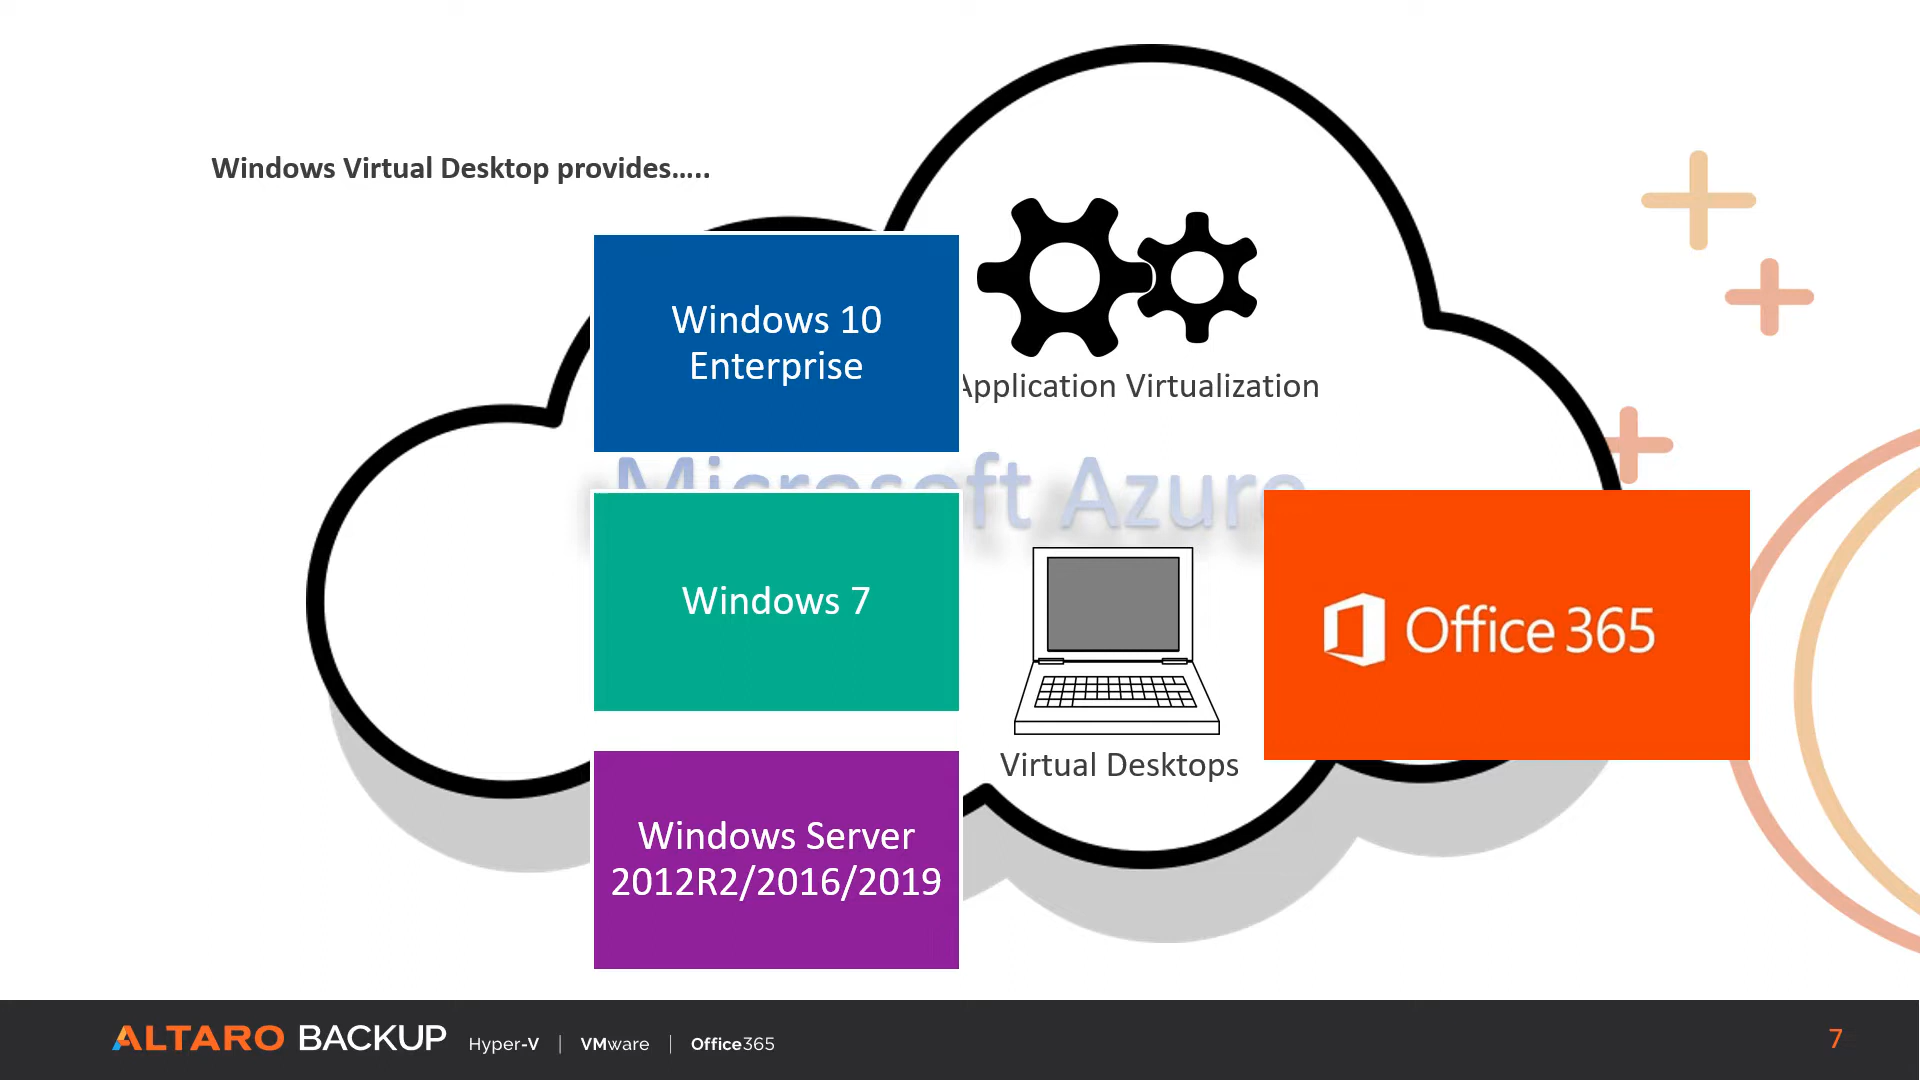 Windows Virtual Desktop provides…..
Windows 10
Enterprise
Application Virtualization
Microsoft Azure
Windows 7
Office 365
Virtual Desktops
Windows Server
2012R2/2016/2019
ALTARO BACKUP Hyper-V | VMware | Office365
7